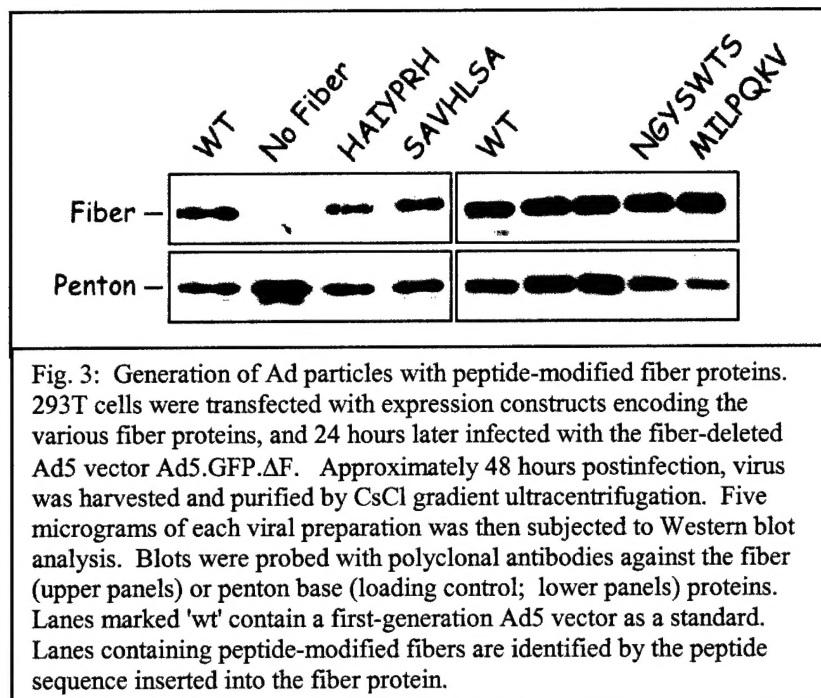 WT No Fiber HAIYPRH SAVHLSA WT NGYSWTS MILPQKV
Fiber –
Penton –
Fig. 3: Generation of Ad particles with peptide-modified fiber proteins.
293T cells were transfected with expression constructs encoding the
various fiber proteins, and 24 hours later infected with the fiber-deleted
Ad5 vector Ad5.GFP.ΔF. Approximately 48 hours postinfection, virus
was harvested and purified by CsCl gradient ultracentrifugation. Five
micrograms of each viral preparation was then subjected to Western blot
analysis. Blots were probed with polyclonal antibodies against the fiber
(upper panels) or penton base (loading control; lower panels) proteins.
Lanes marked 'wt' contain a first-generation Ad5 vector as a standard.
Lanes containing peptide-modified fibers are identified by the peptide
sequence inserted into the fiber protein.